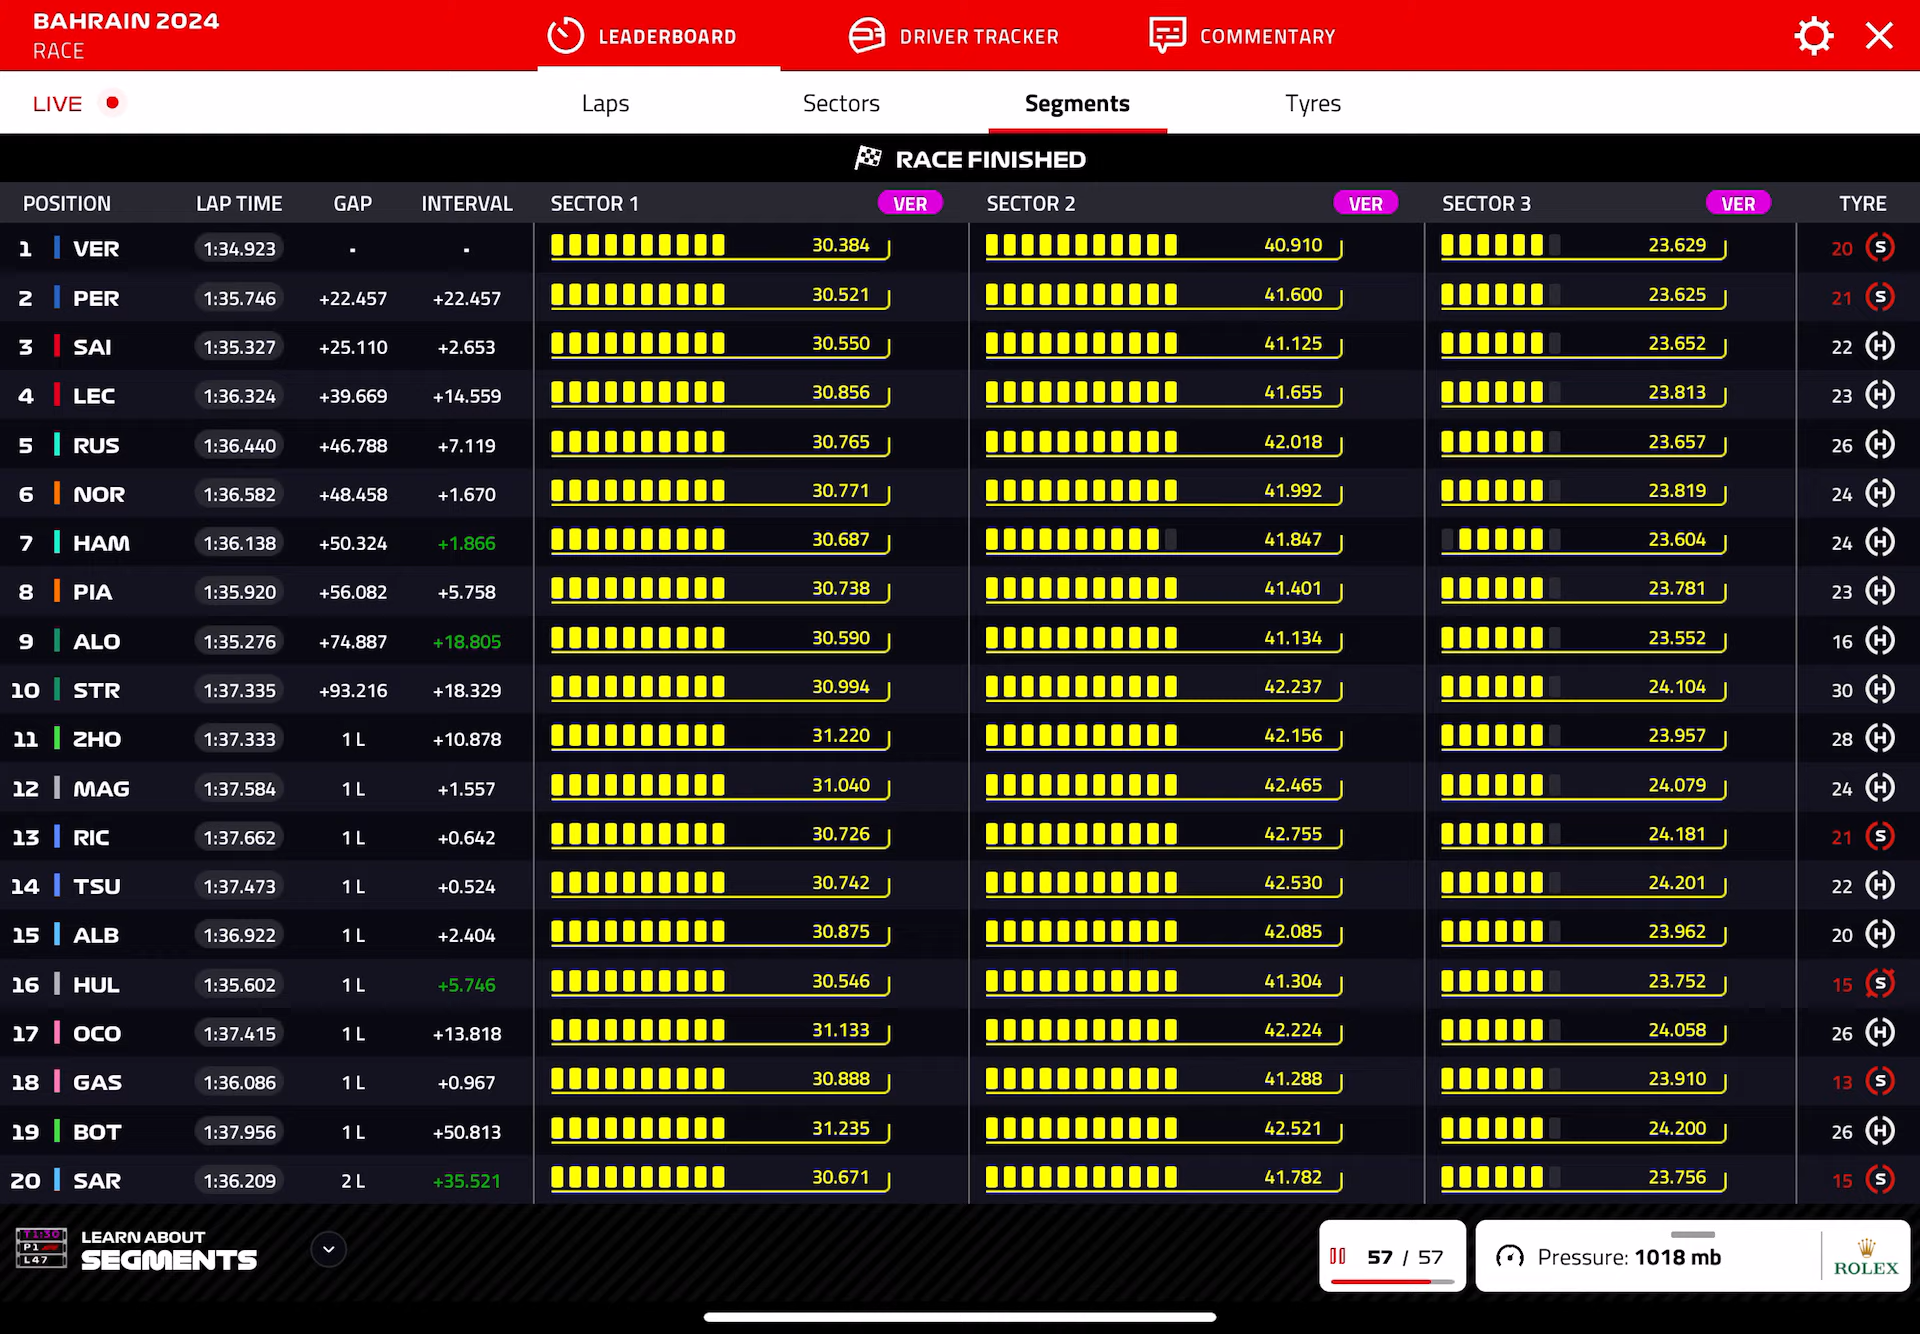 BAHRAIN 2024
RACE
LEADERBOARD
DRIVER TRACKER
COMMENTARY
LIVE
Laps
Sectors
Segments
Tyres
RACE FINISHED
POSITION LAP TIME GAP INTERVAL SECTOR 1 VER SECTOR 2 VER SECTOR 3 VER TYRE
1 VER 1:34.923 - - 30.384 40.910 23.629 20 S
2 PER 1:35.746 +22.457 +22.457 30.521 41.600 23.625 21 S
3 SAI 1:35.327 +25.110 +2.653 30.550 41.125 23.652 22 H
4 LEC 1:36.324 +39.669 +14.559 30.856 41.655 23.813 23 H
5 RUS 1:36.440 +46.788 +7.119 30.765 42.018 23.657 26 H
6 NOR 1:36.582 +48.458 +1.670 30.771 41.992 23.819 24 H
7 HAM 1:36.138 +50.324 +1.866 30.687 41.847 23.604 24 H
8 PIA 1:35.920 +56.082 +5.758 30.738 41.401 23.781 23 H
9 ALO 1:35.276 +74.887 +18.805 30.590 41.134 23.552 16 H
10 STR 1:37.335 +93.216 +18.329 30.994 42.237 24.104 30 H
11 ZHO 1:37.333 1 L +10.878 31.220 42.156 23.957 28 H
12 MAG 1:37.584 1 L +1.557 31.040 42.465 24.079 24 H
13 RIC 1:37.662 1 L +0.642 30.726 42.755 24.181 21 S
14 TSU 1:37.473 1 L +0.524 30.742 42.530 24.201 22 H
15 ALB 1:36.922 1 L +2.404 30.875 42.085 23.962 20 H
16 HUL 1:35.602 1 L +5.746 30.546 41.304 23.752 15 S
17 OCO 1:37.415 1 L +13.818 31.133 42.224 24.058 26 H
18 GAS 1:36.086 1 L +0.967 30.888 41.288 23.910 13 S
19 BOT 1:37.956 1 L +50.813 31.235 42.521 24.200 26 H
20 SAR 1:36.209 2 L +35.521 30.671 41.782 23.756 15 S
T1:30
P1
L47
LEARN ABOUT
SEGMENTS
57 / 57
Pressure: 1018 mb
ROLEX